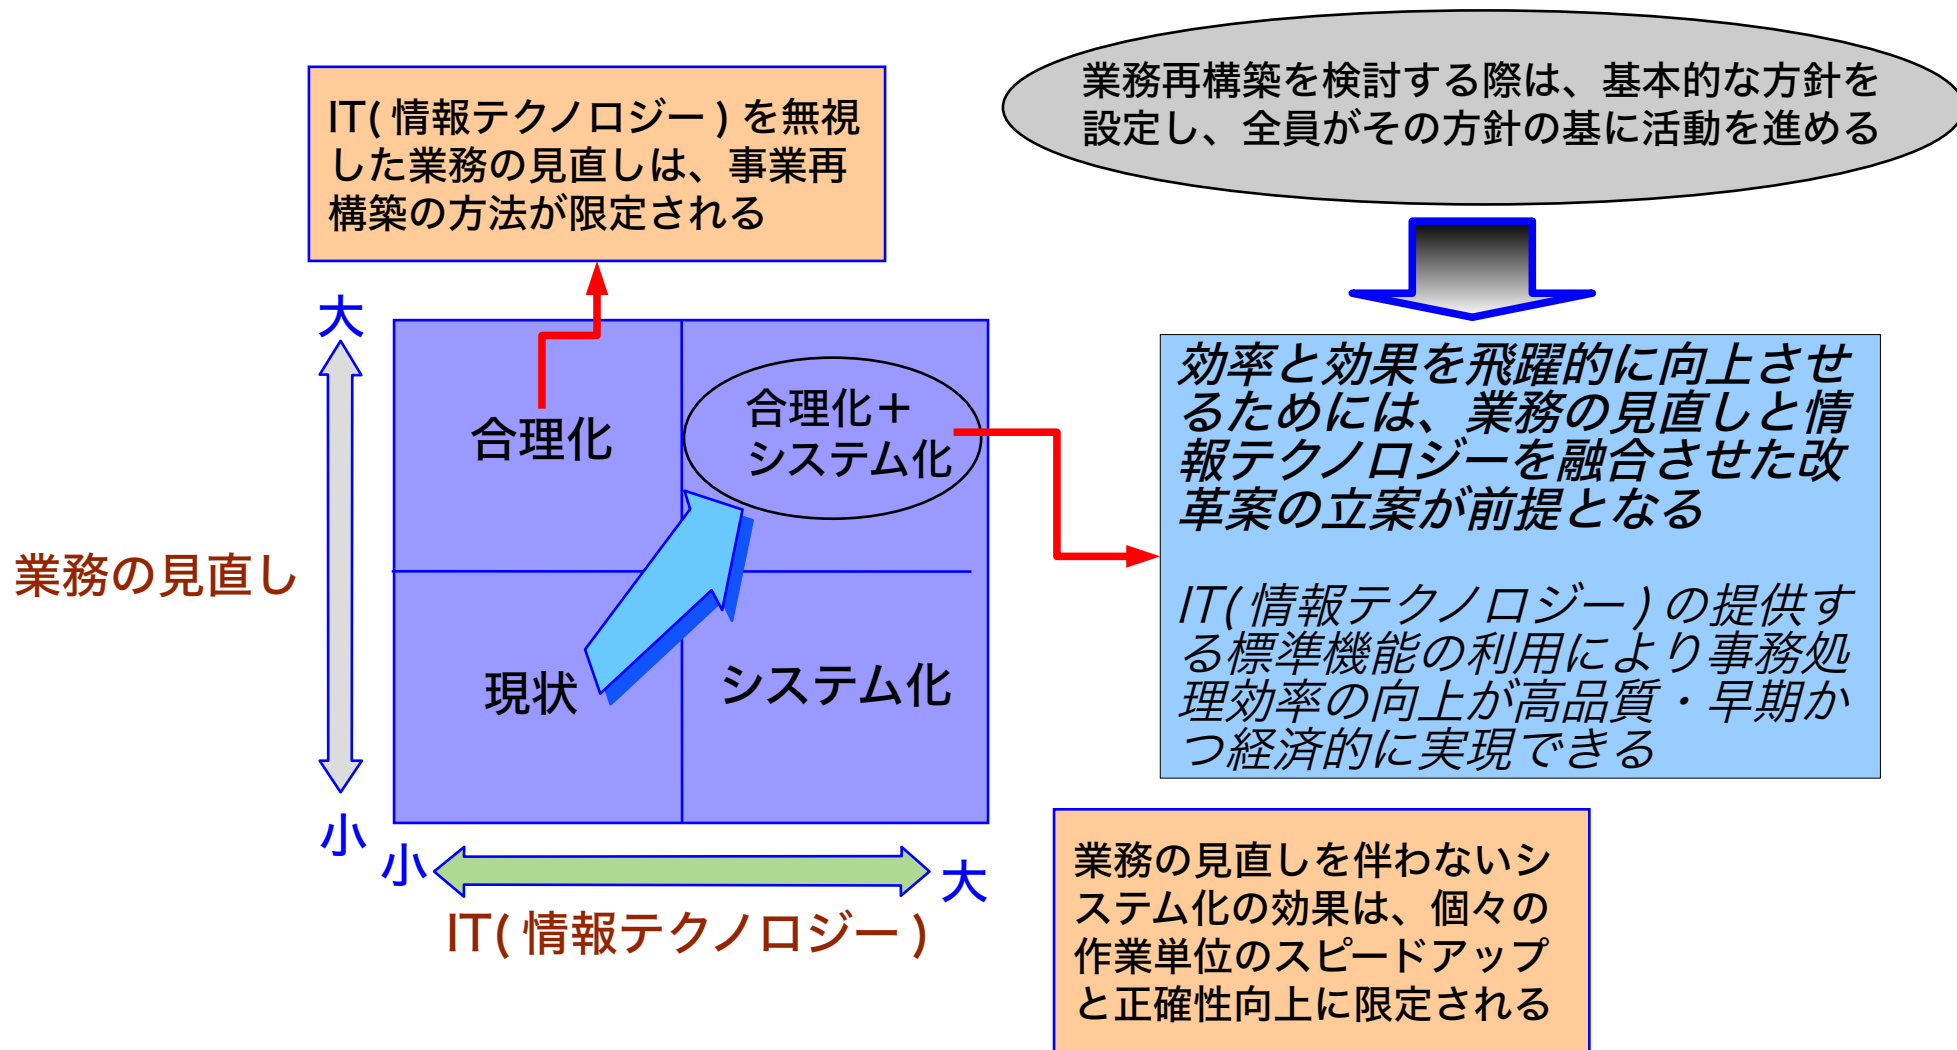 業務再構築を検討する際は、基本的な方針を
設定し、全員がその方針の基に活動を進める
IT(情報テクノロジー)を無視
した業務の見直しは、事業再
構築の方法が限定される
大
合理化
合理化＋
システム化
業務の見直し
現状
システム化
小
小
大
IT(情報テクノロジー)
効率と効果を飛躍的に向上させ
るためには、業務の見直しと情
報テクノロジーを融合させた改
革案の立案が前提となる
IT(情報テクノロジー)の提供す
る標準機能の利用により事務処
理効率の向上が高品質・早期か
つ経済的に実現できる
業務の見直しを伴わないシ
ステム化の効果は、個々の
作業単位のスピードアップ
と正確性向上に限定される